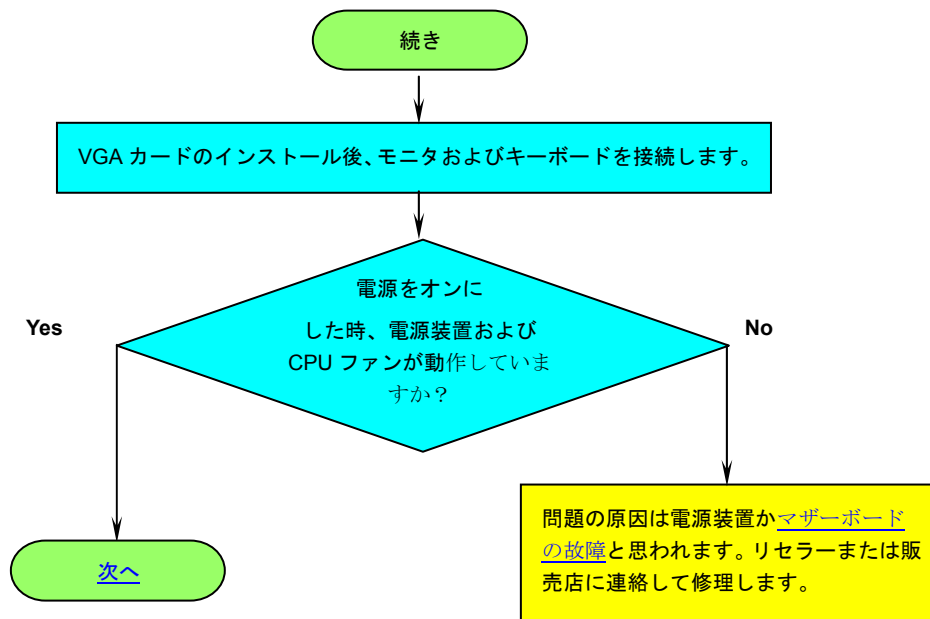 続き
VGA カードのインストール後、モニタおよびキーボードを接続します。
電源をオンに
した時、電源装置および
CPU ファンが動作していま
すか？
Yes
No
問題の原因は電源装置かマザーボード
の故障と思われます。リセラーまたは販
売店に連絡して修理します。
次へ